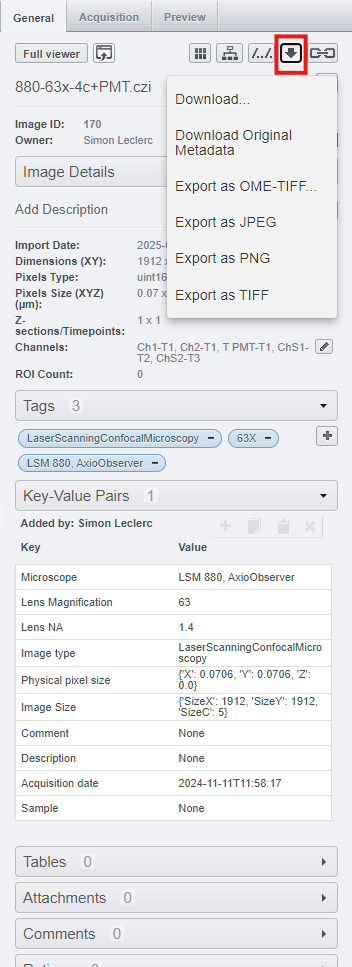 General Acquisition Preview
Full viewer
880-63x-4c+PMT.czi
Download...
Image ID: 170
Owner: Simon Leclerc
Download Original
Metadata
Image Details
Export as OME-TIFF...
Add Description
Export as JPEG
Import Date: 2025-
Dimensions (XY): 1912
Export as PNG
Pixels Type: uint16
Pixels Size (XYZ) 0.07
(µm):
Export as TIFF
Z- 1 x 1
sections/Timepoints:
Channels: Ch1-T1, Ch2-T1, T PMT-T1, ChS1-
T2, ChS2-T3
ROI Count: 0
Tags 3
LaserScanningConfocalMicroscopy − 63X −
LSM 880, AxioObserver −
Key-Value Pairs 1
Added by: Simon Leclerc
Key Value
Microscope LSM 880, AxioObserver
Lens Magnification 63
Lens NA 1.4
Image type LaserScanningConfocalMicro
scopy
Physical pixel size {'X': 0.0706, 'Y': 0.0706, 'Z':
0.0}
Image Size {'SizeX': 1912, 'SizeY': 1912,
'SizeC': 5}
Comment None
Description None
Acquisition date 2024-11-11T11:58:17
Sample None
Tables 0
Attachments 0
Comments 0